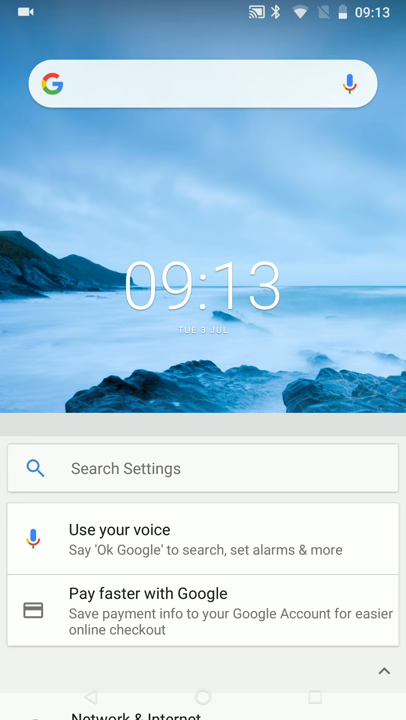 09:13
09:13
TUE 3 JUL
Search Settings
Use your voice
Say 'Ok Google' to search, set alarms & more
Pay faster with Google
Save payment info to your Google Account for easier
online checkout
Network & Internet